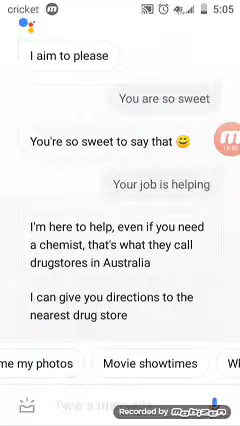 cricket 4G 5:05
I aim to please
You are so sweet
You're so sweet to say that 😊
Your job is helping
I'm here to help, even if you need
a chemist, that's what they call
drugstores in Australia
I can give you directions to the
nearest drug store
me my photos Movie showtimes
Recorded by MOBIZEN